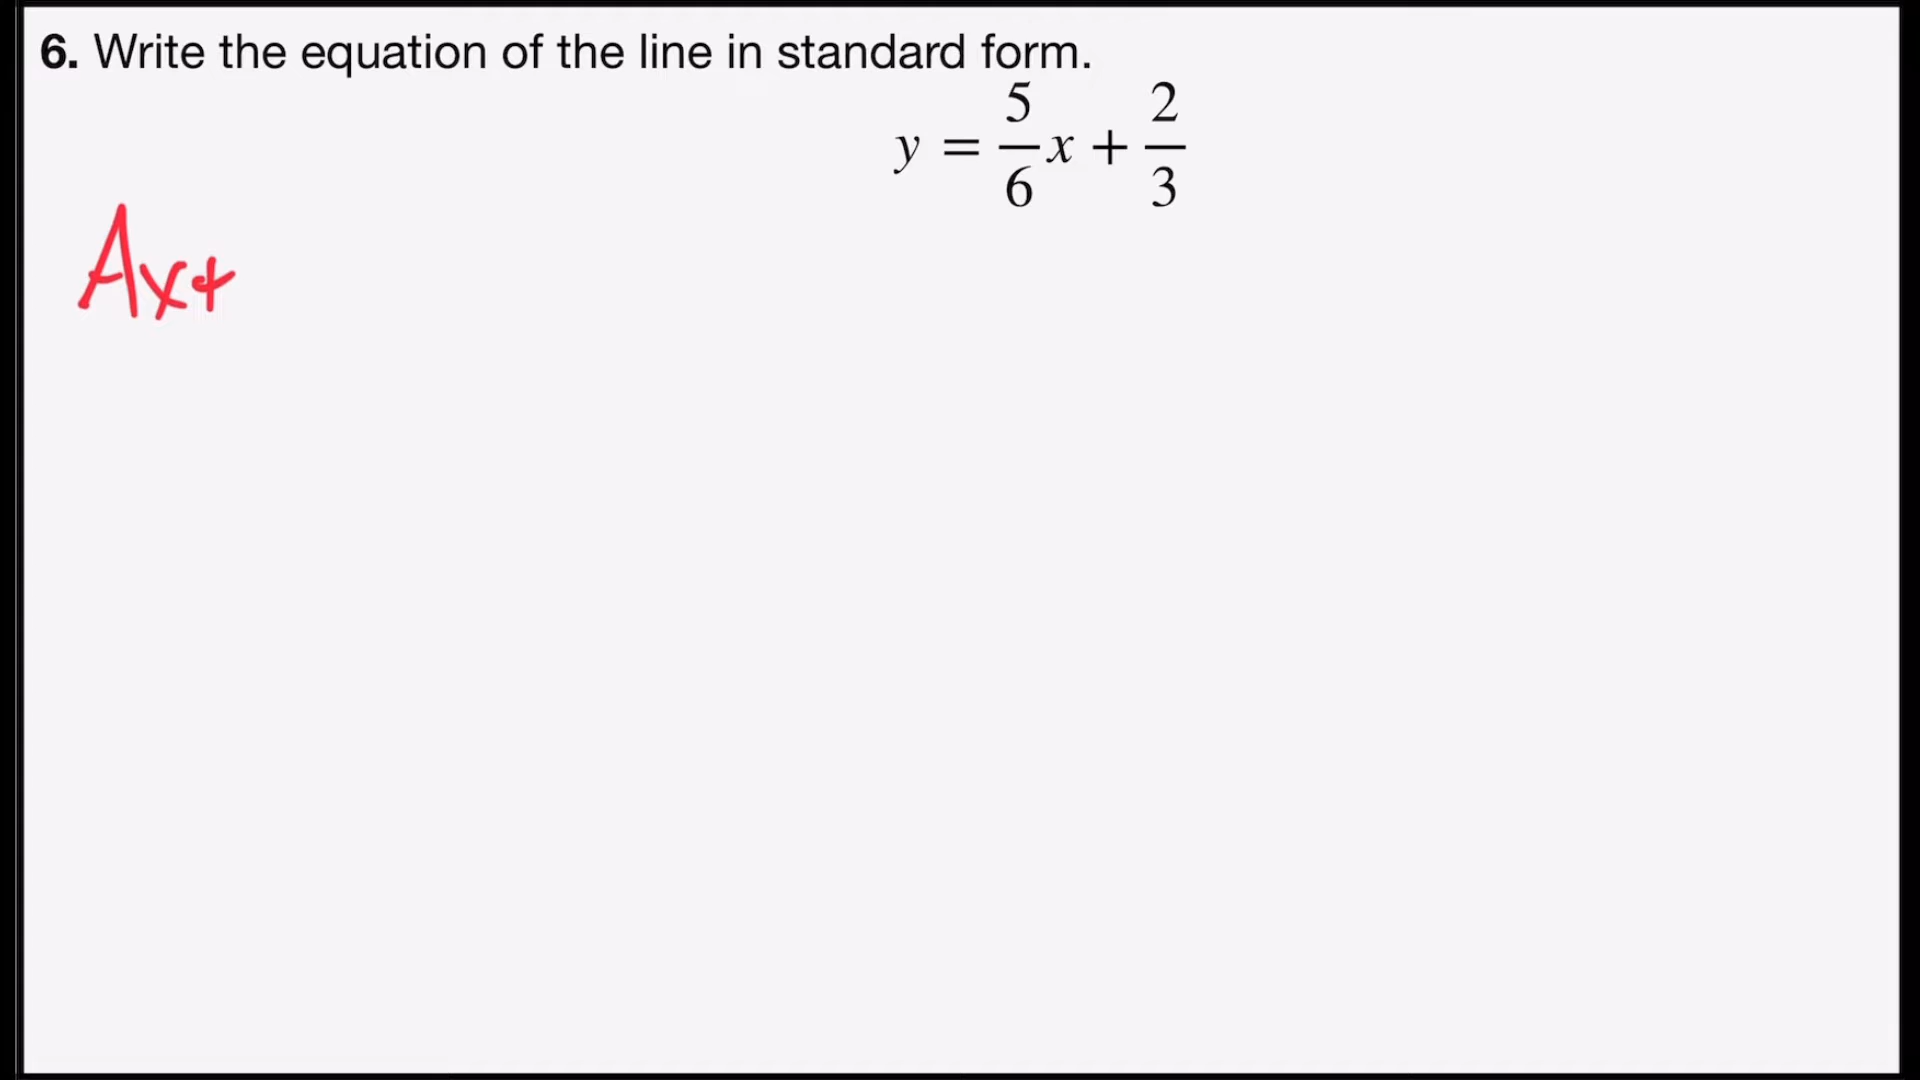 6. Write the equation of the line in standard form.
y = 5/6 x + 2/3
Ax+